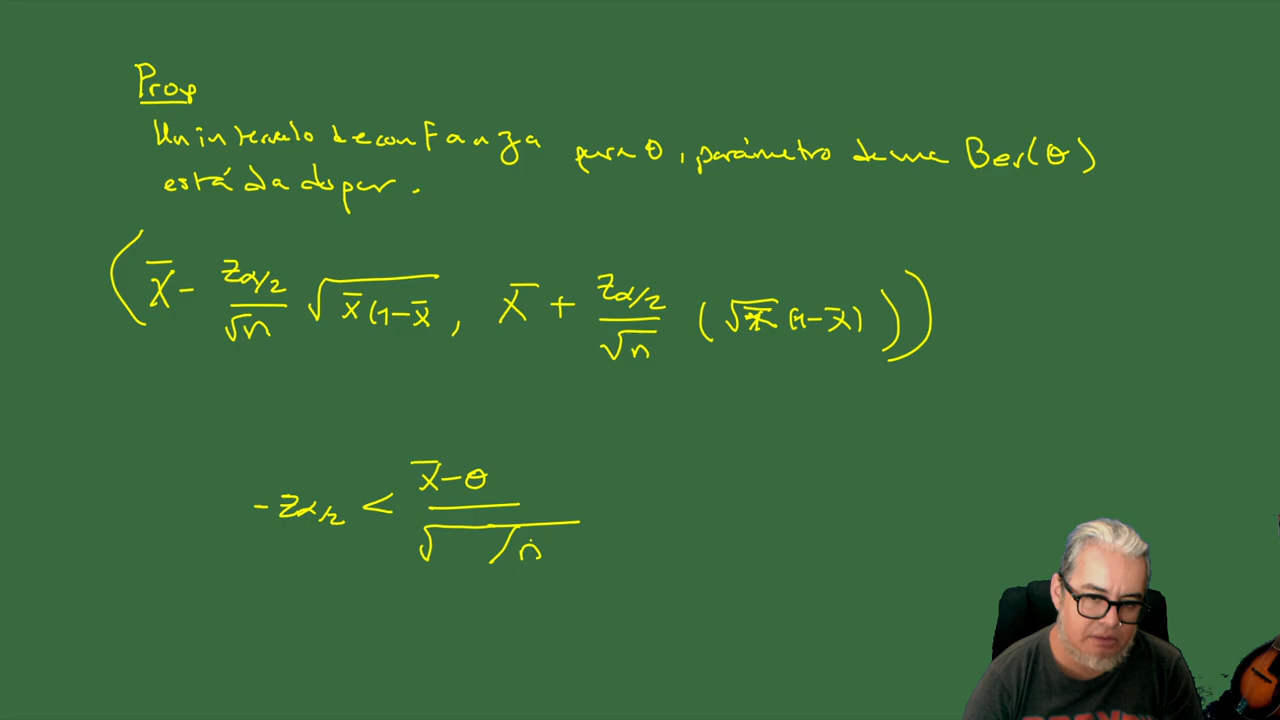 Prop
Un intervalo de confianza para θ, parámetro de una Ber(θ)
está dado por.
(x̄ - zα/2/√n √x̄(1-x̄, x̄ + zα/2/√n (√x̄(1-x̄)))
-zα/2 < x̄-θ/√ /n